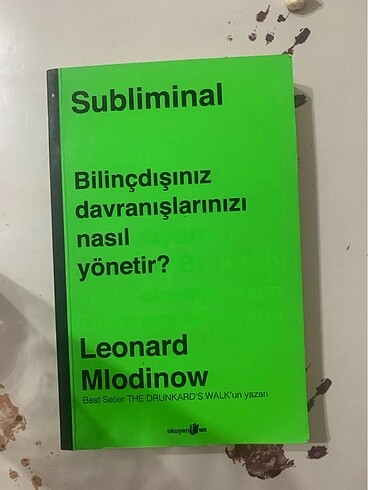 Subliminal
Bilinçdışınız
davranışlarınızı
nasıl
yönetir?
Leonard
Mlodinow
Best Seller THE DRUNKARD'S WALK'un yazarı
okuyan us